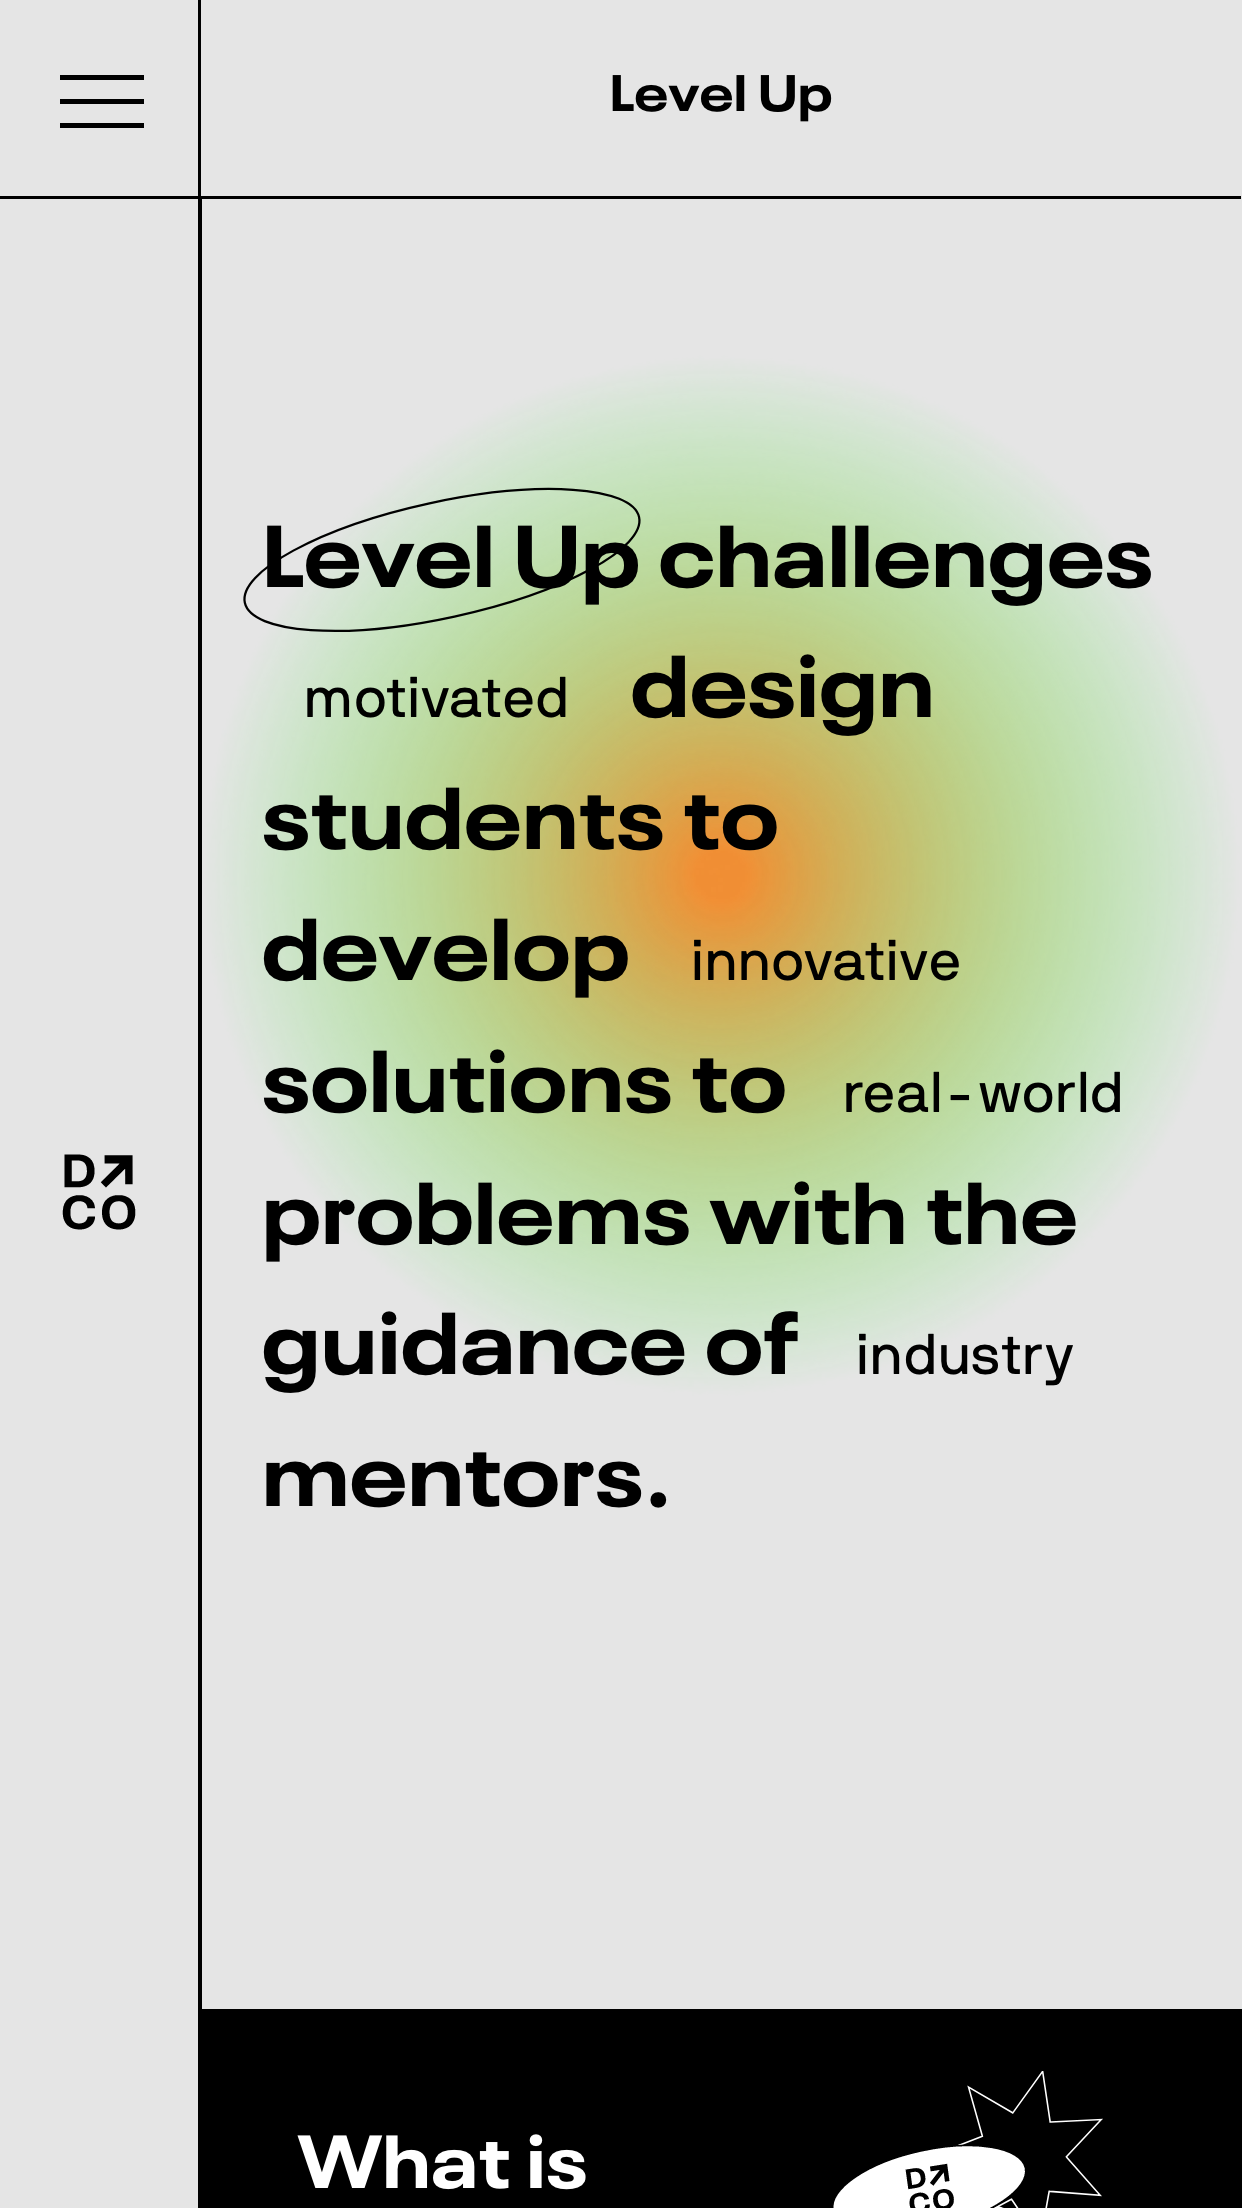 Level Up
Level Up challenges
motivated design
students to
develop innovative
solutions to real-world
problems with the
guidance of industry
mentors.
D↗
CO
What is
D↗
CO